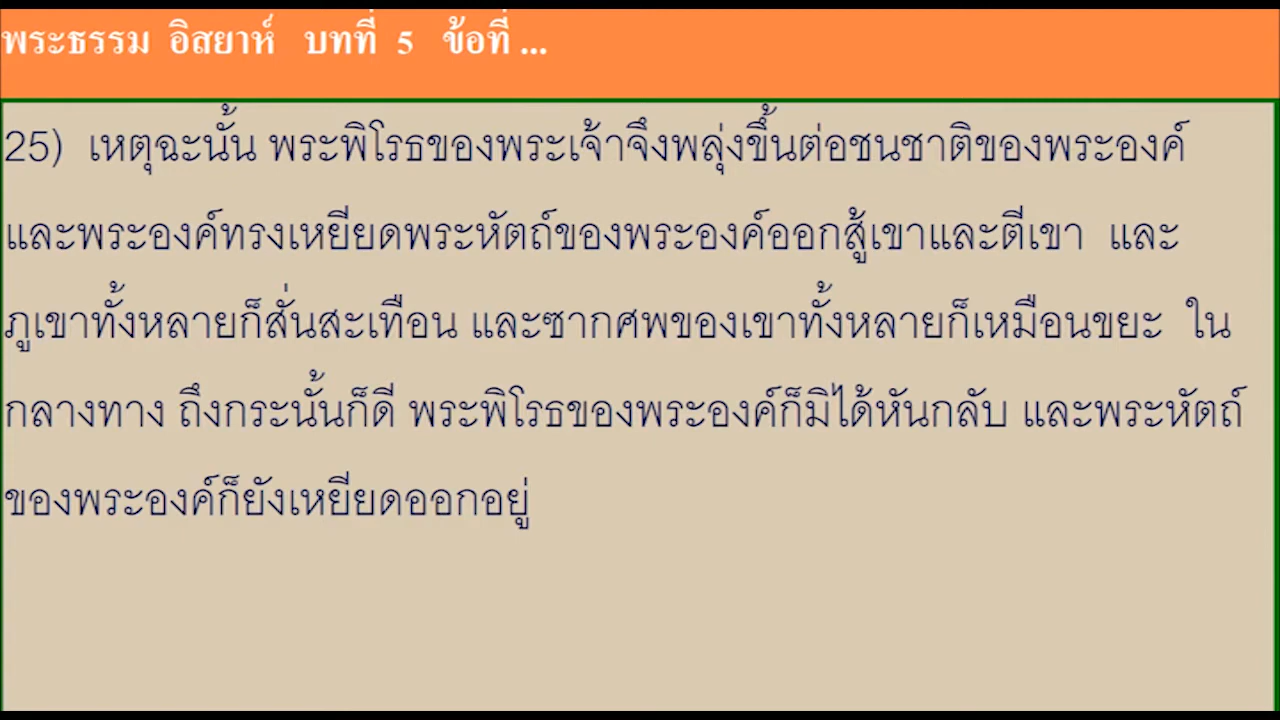 พระธรรม อิสยาห์ บทที่ 5 ข้อที่ ...
25) เหตุฉะนั้น พระพิโรธของพระเจ้าจึงพลุ่งขึ้นต่อชนชาติของพระองค์
และพระองค์ทรงเหยียดพระหัตถ์ของพระองค์ออกสู้เขาและตีเขา และ
ภูเขาทั้งหลายก็สั่นสะเทือน และซากศพของเขาทั้งหลายก็เหมือนขยะ ใน
กลางทาง ถึงกระนั้นก็ดี พระพิโรธของพระองค์ก็มิได้หันกลับ และพระหัตถ์
ของพระองค์ก็ยังเหยียดออกอยู่